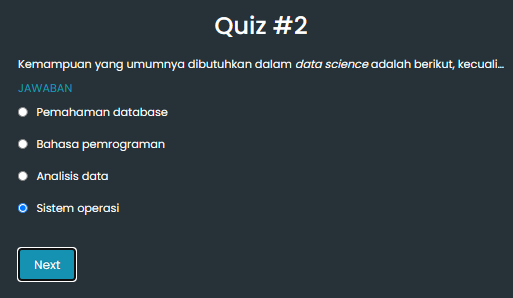 Quiz #2
Kemampuan yang umumnya dibutuhkan dalam data science adalah berikut, kecuali...
JAWABAN
Pemahaman database
Bahasa pemrograman
Analisis data
Sistem operasi
Next